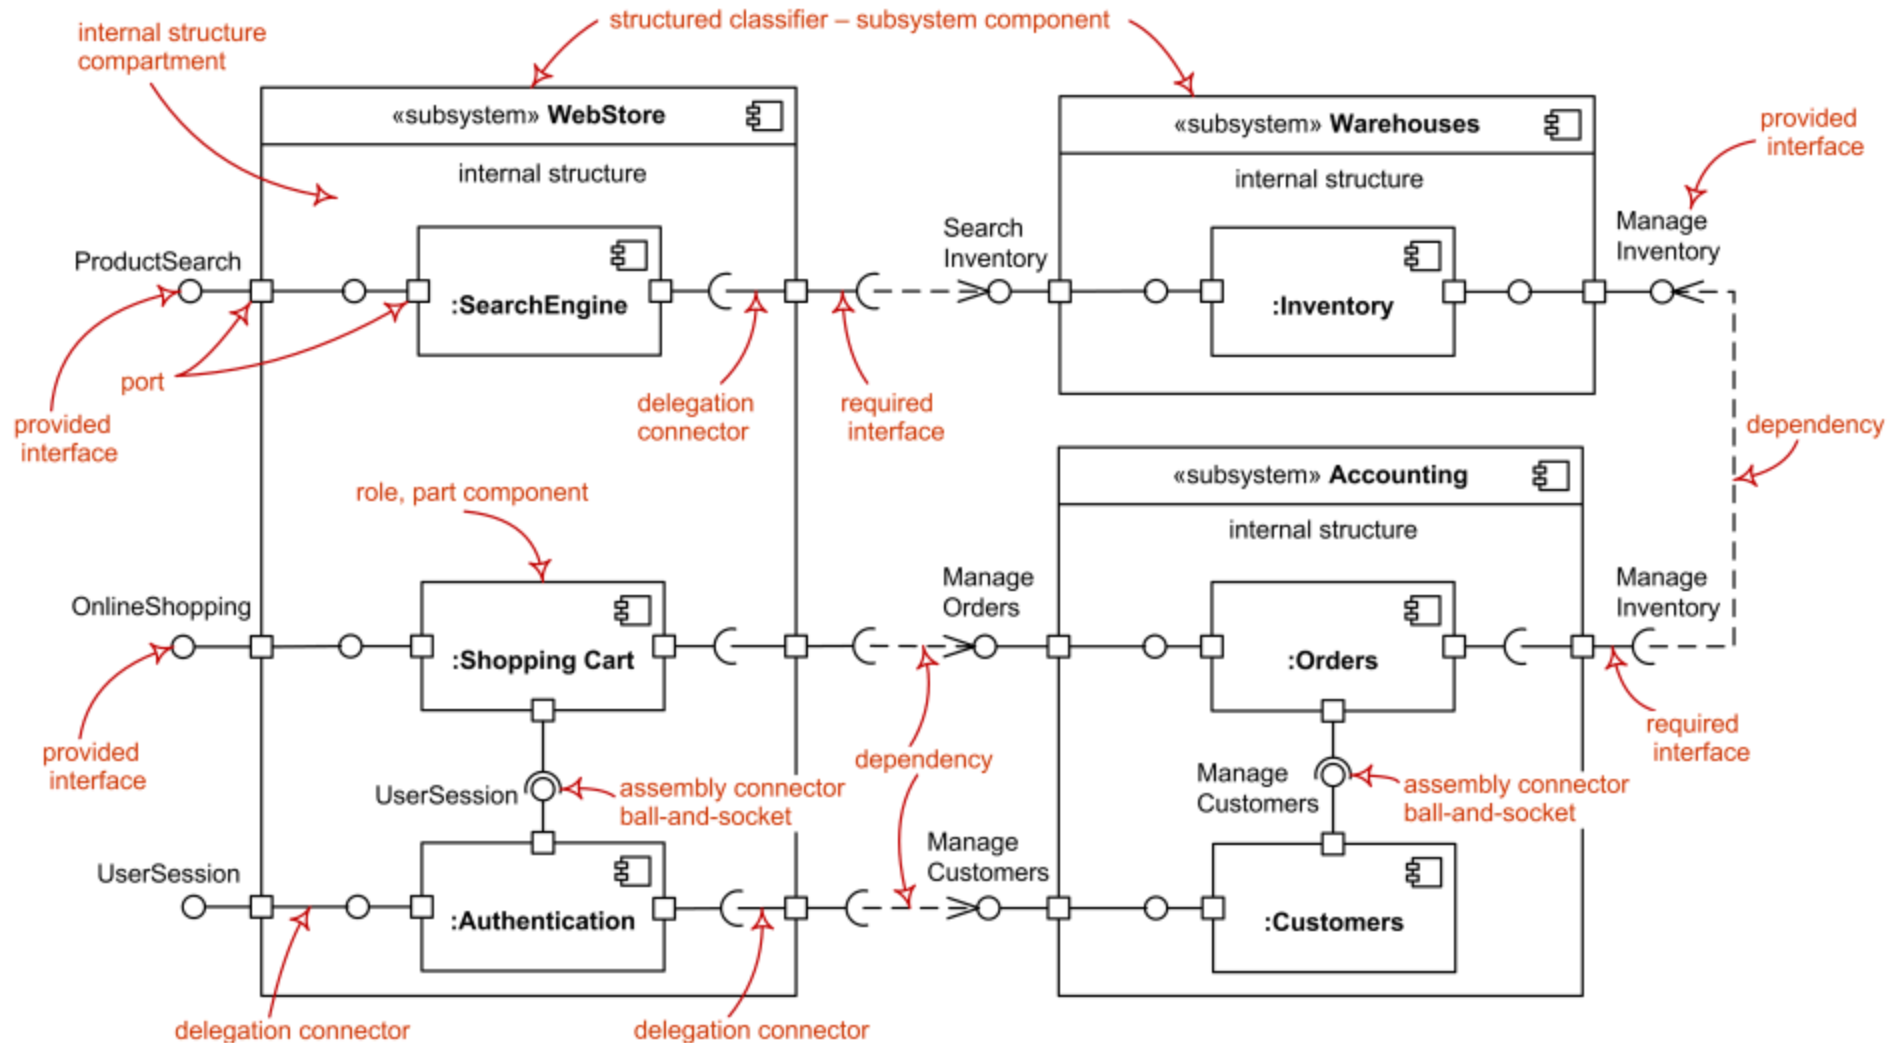 structured classifier – subsystem component
internal structure
compartment
«subsystem» WebStore
internal structure
«subsystem» Warehouses
internal structure
provided
interface
ProductSearch
:SearchEngine
Search
Inventory
:Inventory
Manage
Inventory
port
provided
interface
delegation
connector
required
interface
dependency
«subsystem» Accounting
internal structure
role, part component
OnlineShopping
:Shopping Cart
Manage
Orders
:Orders
Manage
Inventory
provided
interface
required
interface
dependency
UserSession
assembly connector
ball-and-socket
Manage
Customers
assembly connector
ball-and-socket
UserSession
:Authentication
Manage
Customers
:Customers
delegation connector
delegation connector